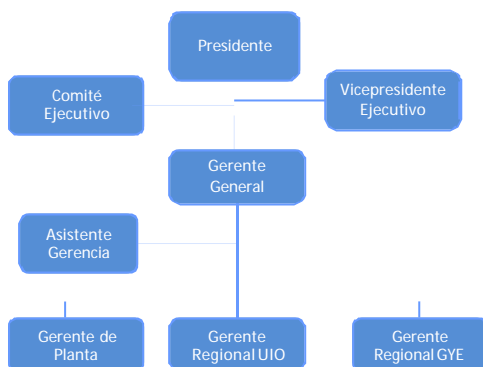 Presidente
Comité
Ejecutivo
Vicepresidente
Ejecutivo
Gerente
General
Asistente
Gerencia
Gerente de
Planta
Gerente
Regional UIO
Gerente
Regional GYE